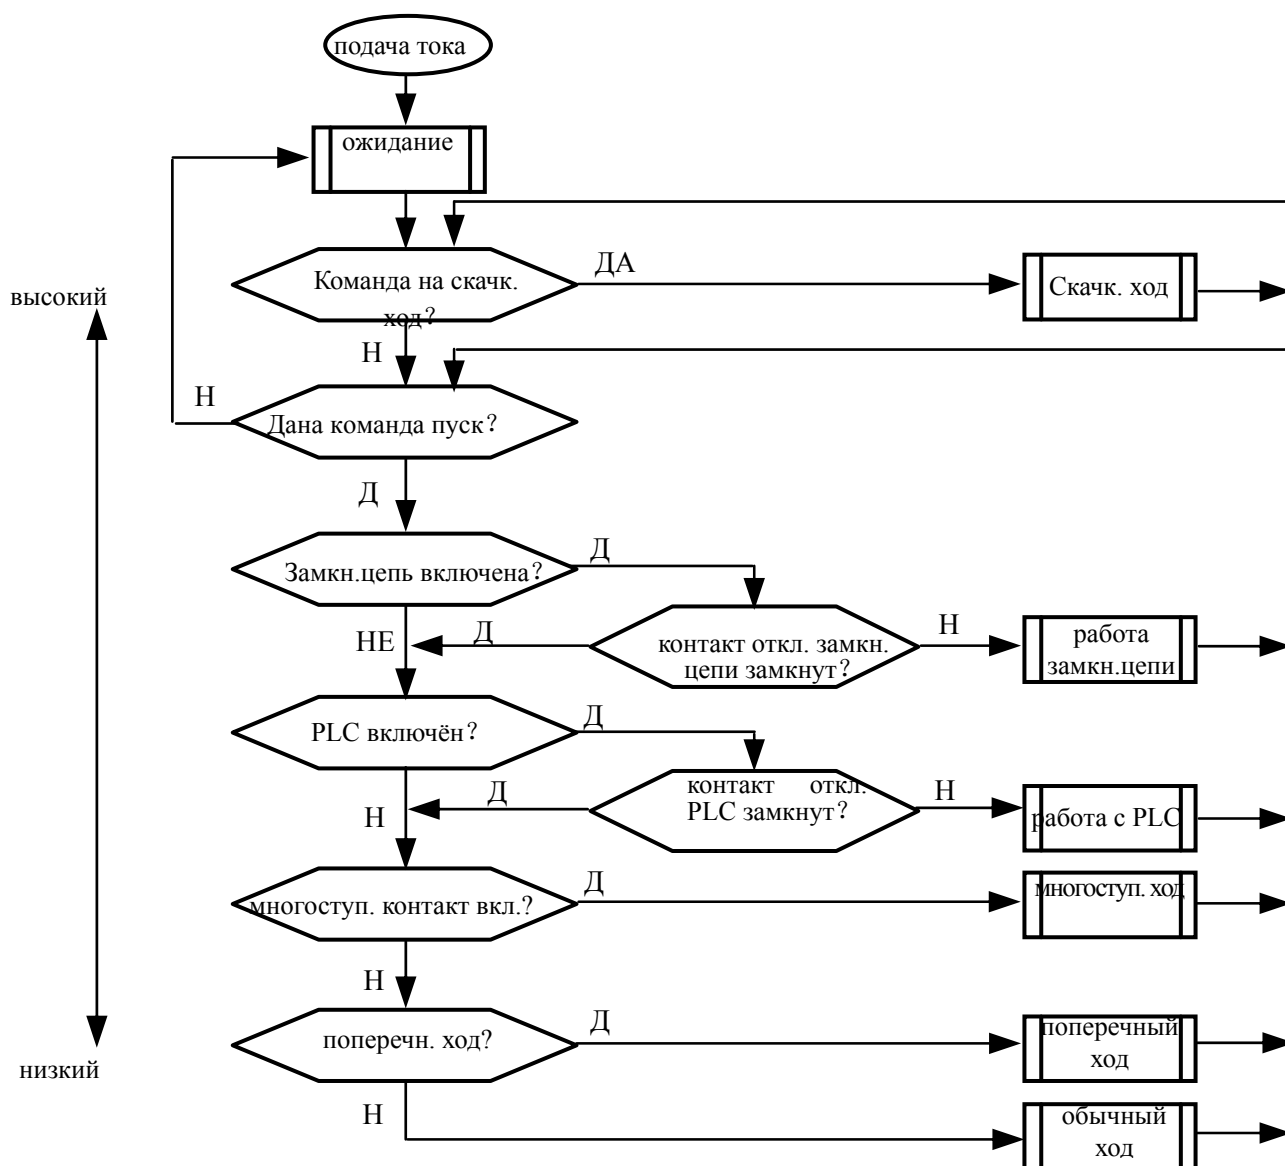 подача тока
ожидание
Команда на скачк.
ход?
ДА
Скачк. ход
высокий
Н
Н
Дана команда пуск?
Д
Замкн.цепь включена?
Д
НЕ
Д
контакт откл. замкн.
цепи замкнут?
Н
работа
замкн.цепи
PLC включён?
Д
Д
контакт откл.
PLC замкнут?
Н
работа с PLC
Н
многоступ. контакт вкл.?
Д
многоступ. ход
Н
поперечн. ход?
Д
поперечный
ход
низкий
Н
обычный
ход